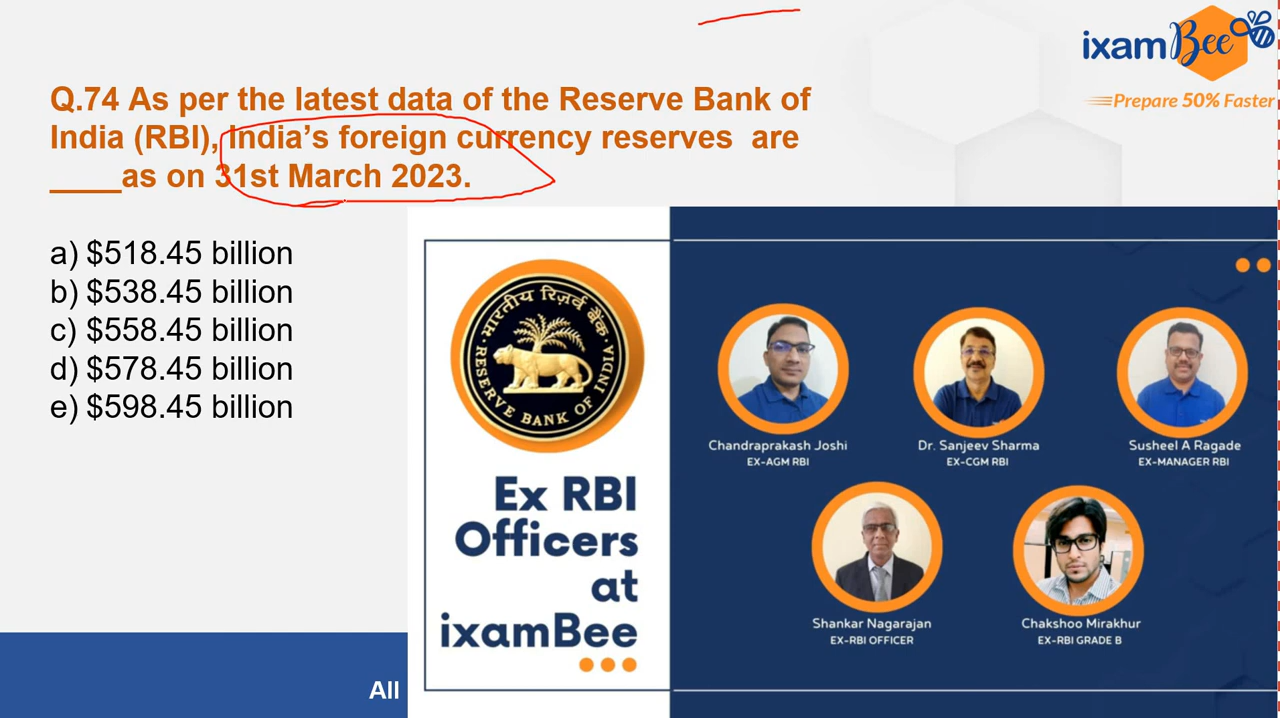 ixamBee
Prepare 50% Faster
Q.74 As per the latest data of the Reserve Bank of
India (RBI), India's foreign currency reserves are
____as on 31st March 2023.
a) $518.45 billion
b) $538.45 billion
c) $558.45 billion
d) $578.45 billion
e) $598.45 billion
भारतीय रिज़र्व बैंक
RESERVE BANK OF INDIA
Ex RBI
Officers
at
ixamBee
Chandraprakash Joshi
EX-AGM RBI
Dr. Sanjeev Sharma
EX-CGM RBI
Susheel A Ragade
EX-MANAGER RBI
Shankar Nagarajan
EX-RBI OFFICER
Chakshoo Mirakhur
EX-RBI GRADE B
All